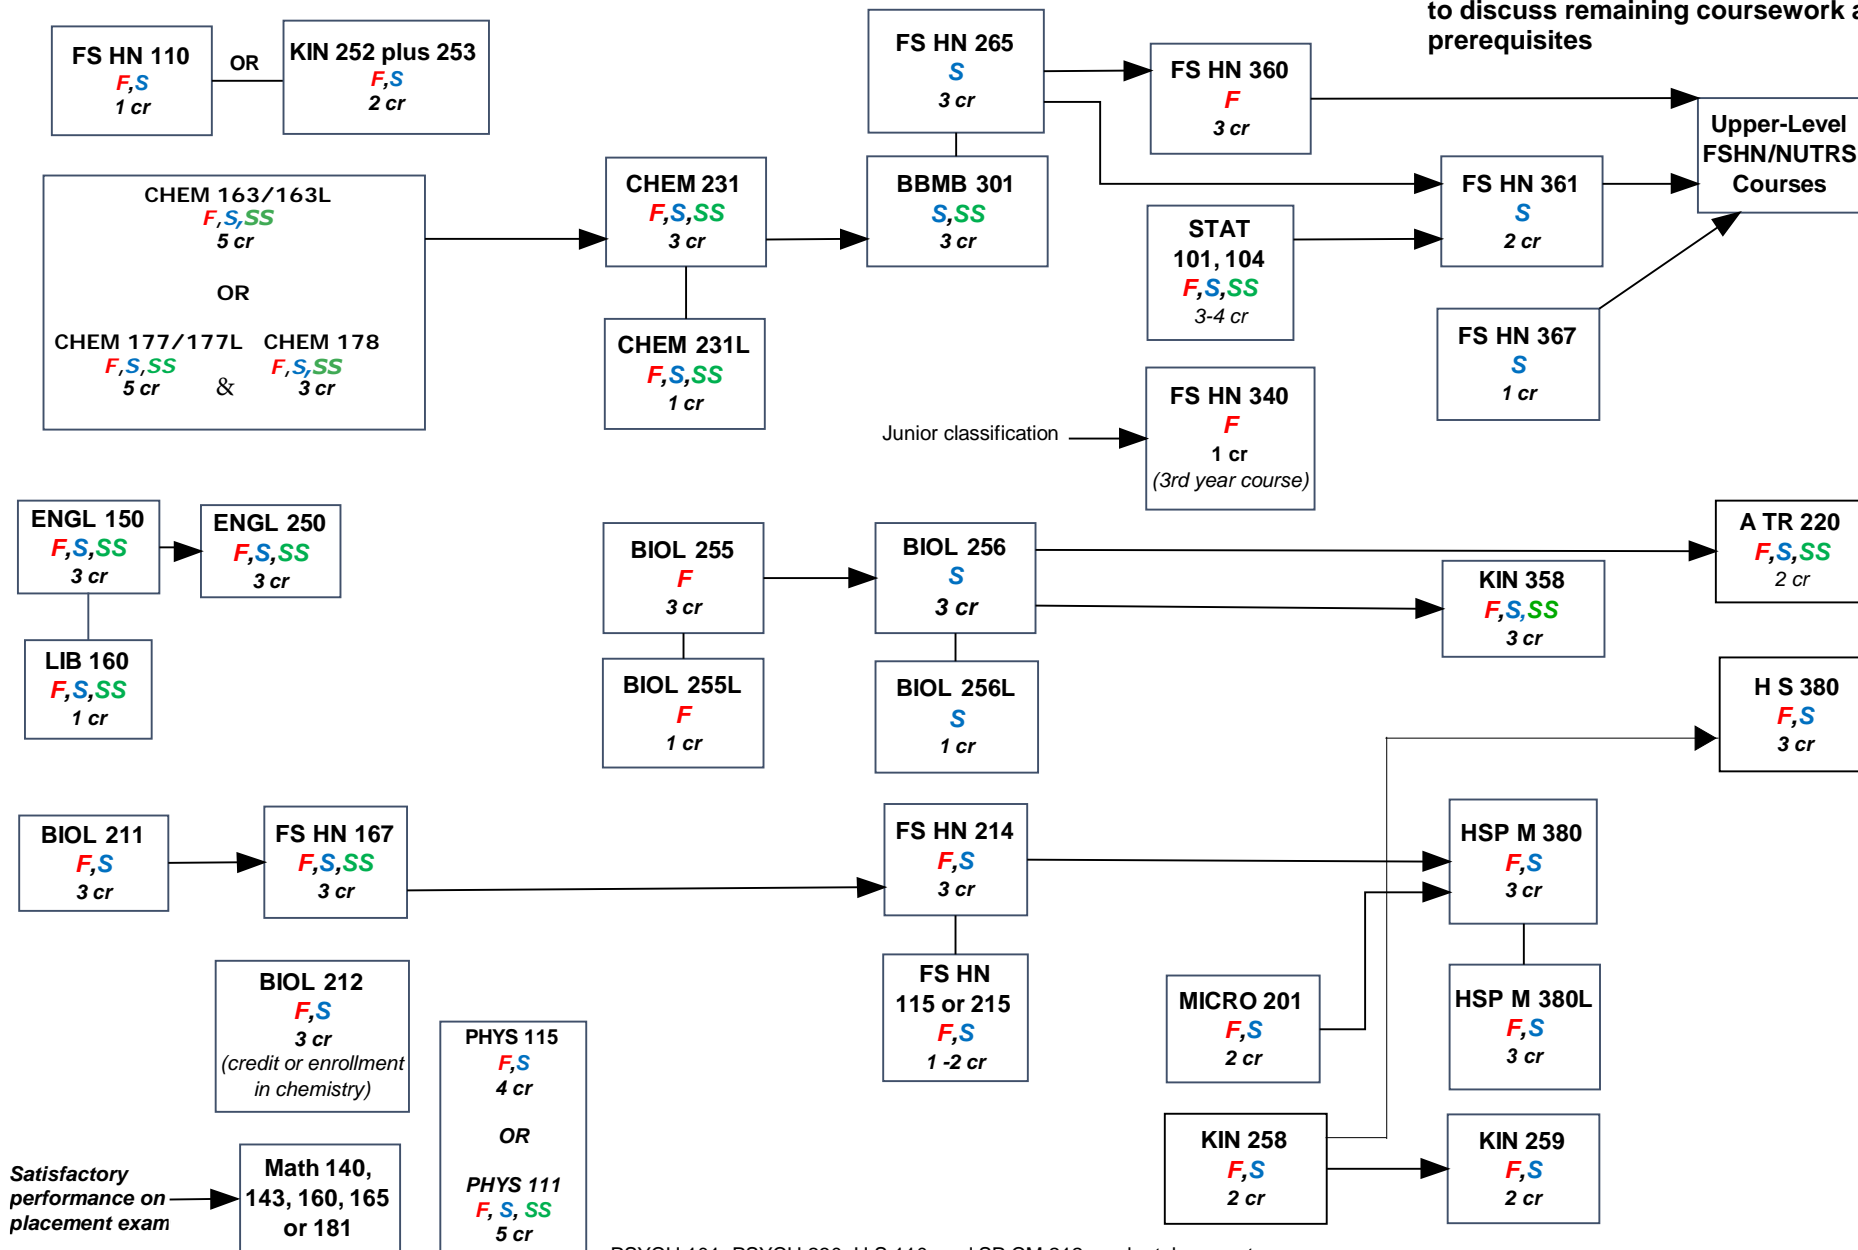 to discuss remaining coursework a
prerequisites
FS HN 110
F,S
1 cr
OR
KIN 252 plus 253
F,S
2 cr
FS HN 265
S
3 cr
FS HN 360
F
3 cr
Upper-Level
FSHN/NUTRS
Courses
CHEM 163/163L
F,S,SS
5 cr
OR
CHEM 177/177L
F,S,SS
5 cr
&
CHEM 178
F,S,SS
3 cr
CHEM 231
F,S,SS
3 cr
BBMB 301
S,SS
3 cr
FS HN 361
S
2 cr
STAT
101, 104
F,S,SS
3-4 cr
CHEM 231L
F,S,SS
1 cr
FS HN 367
S
1 cr
Junior classification
FS HN 340
F
1 cr
(3rd year course)
ENGL 150
F,S,SS
3 cr
ENGL 250
F,S,SS
3 cr
LIB 160
F,S,SS
1 cr
BIOL 255
F
3 cr
BIOL 256
S
3 cr
A TR 220
F,S,SS
2 cr
KIN 358
F,S,SS
3 cr
BIOL 255L
F
1 cr
BIOL 256L
S
1 cr
H S 380
F,S
3 cr
BIOL 211
F,S
3 cr
FS HN 167
F,S,SS
3 cr
FS HN 214
F,S
3 cr
HSP M 380
F,S
3 cr
BIOL 212
F,S
3 cr
(credit or enrollment
in chemistry)
PHYS 115
F,S
4 cr
OR
PHYS 111
F, S, SS
5 cr
FS HN
115 or 215
F,S
1 -2 cr
MICRO 201
F,S
2 cr
HSP M 380L
F,S
3 cr
KIN 258
F,S
2 cr
KIN 259
F,S
2 cr
Satisfactory
performance on
placement exam
Math 140,
143, 160, 165
or 181